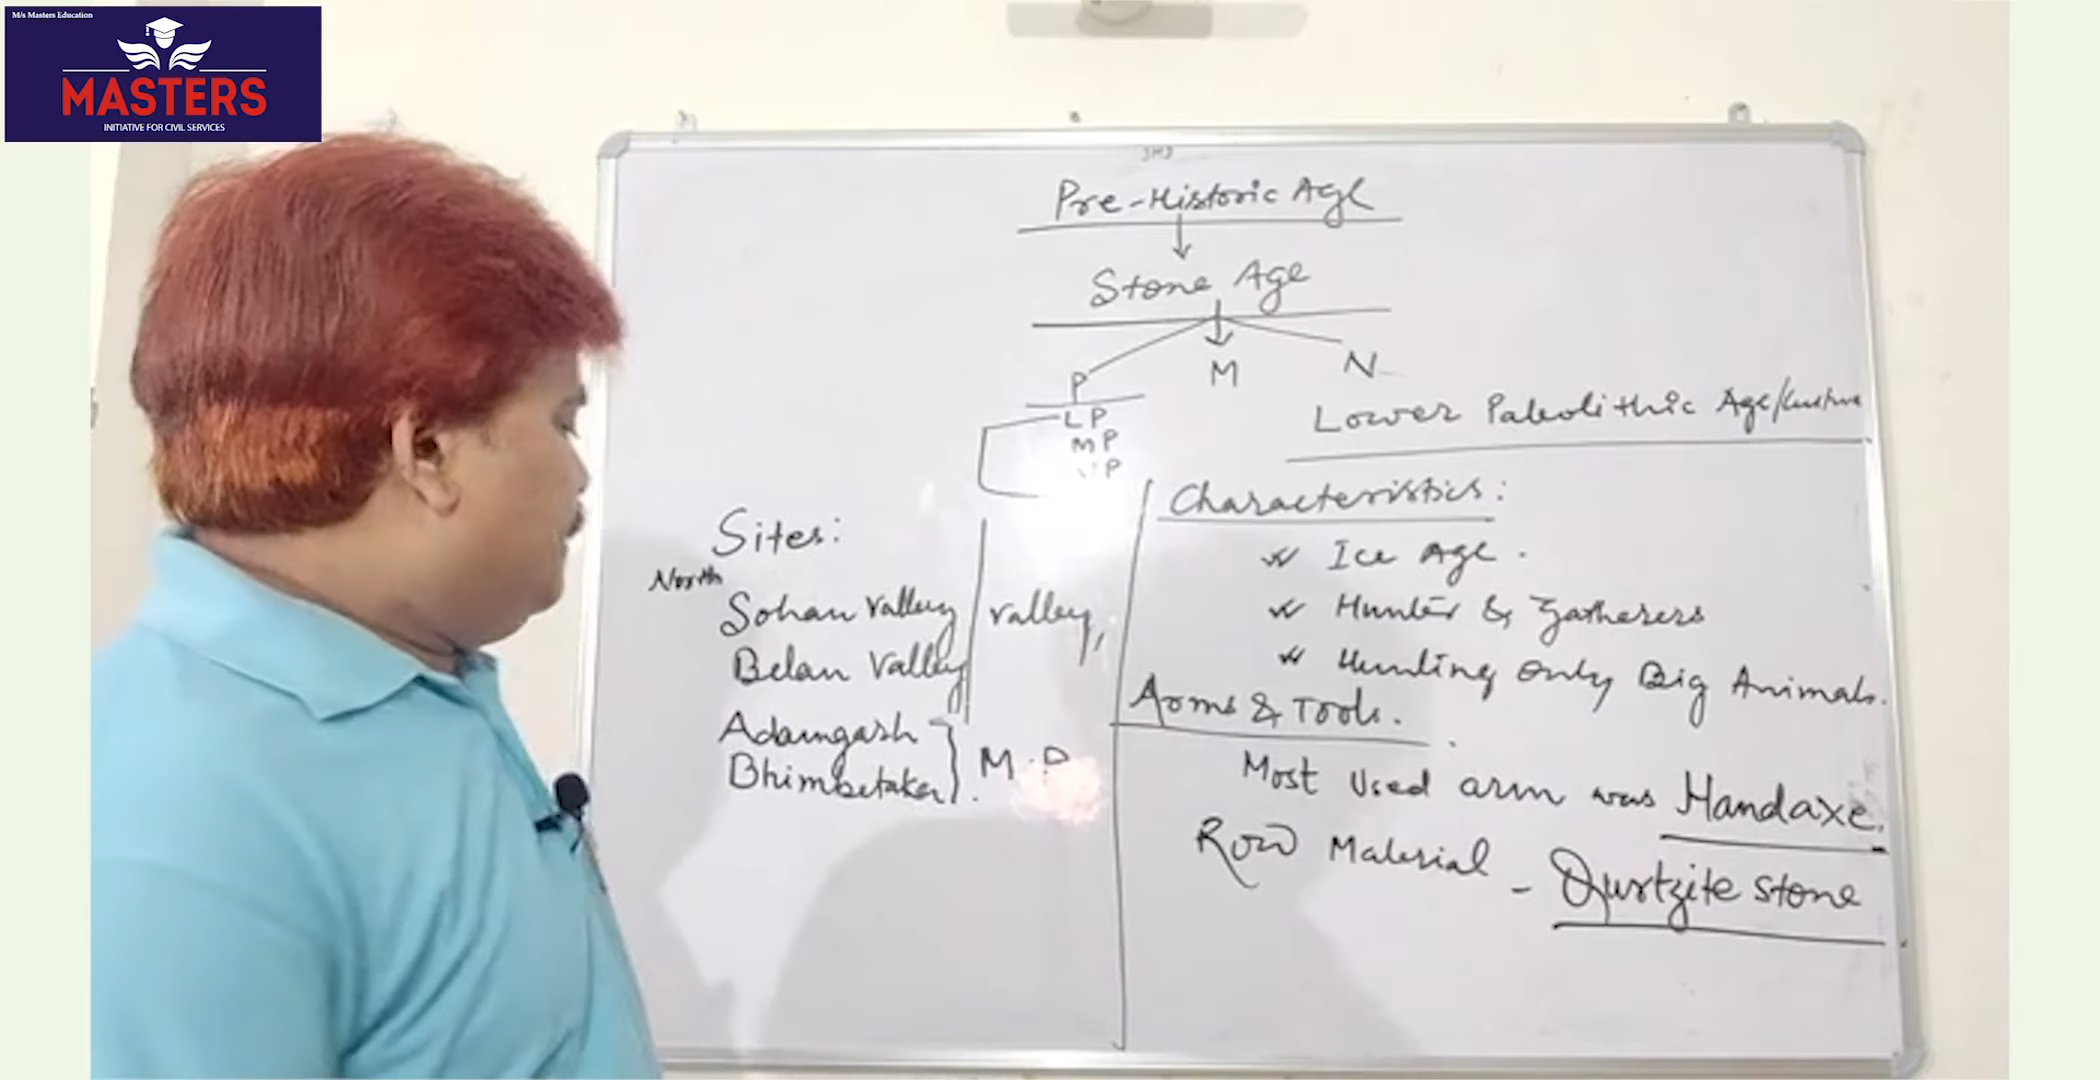 M/s Masters Education
MASTERS
INITIATIVE FOR CIVIL SERVICES
Pre-Historic Age
Stone Age
P M N
LP
MP
P
Lower Paleolithic Age/
Sites:
North
Sohan Valley
Belan Valley
valley,
Adamgarh
Bhimbetaka
M.P
Characteristics:
Ice Age.
Hunter & Gatherers
Hunting only Big Animals.
Arms & Tools.
Most Used arm was Handaxe.
Row Material - Qurtzite stone